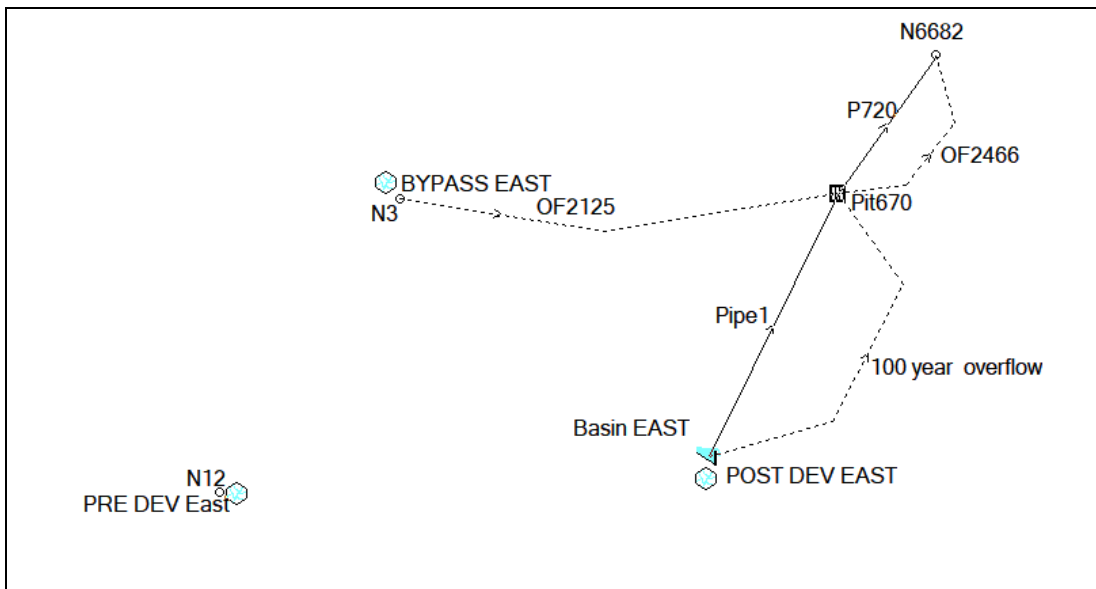 N6682
P720
OF2466
BYPASS EAST
N3
OF2125
Pit670
Pipe1
100 year overflow
Basin EAST
POST DEV EAST
N12
PRE DEV East